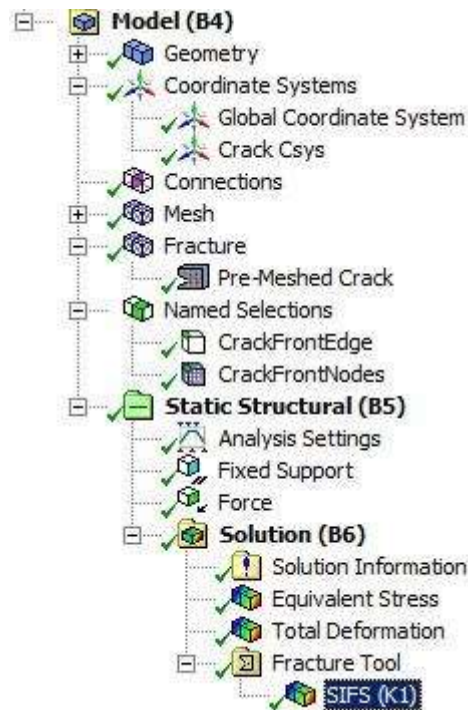 Model (B4)
Geometry
Coordinate Systems
Global Coordinate System
Crack Csys
Connections
Mesh
Fracture
Pre-Meshed Crack
Named Selections
CrackFrontEdge
CrackFrontNodes
Static Structural (B5)
Analysis Settings
Fixed Support
Force
Solution (B6)
Solution Information
Equivalent Stress
Total Deformation
Fracture Tool
SIFS (K1)